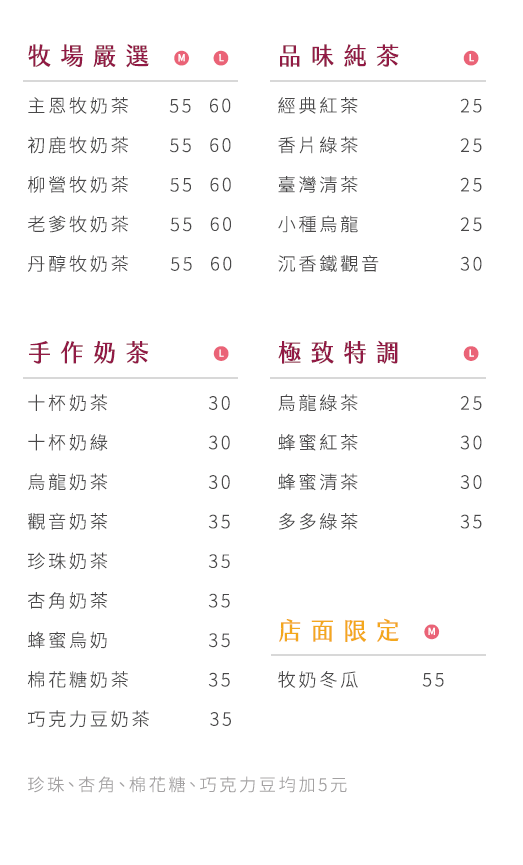 牧場嚴選 M L
主恩牧奶茶 55 60
初鹿牧奶茶 55 60
柳營牧奶茶 55 60
老爹牧奶茶 55 60
丹醇牧奶茶 55 60
品味純茶 L
經典紅茶 25
香片綠茶 25
臺灣清茶 25
小種烏龍 25
沉香鐵觀音 30
手作奶茶 L
十杯奶茶 30
十杯奶綠 30
烏龍奶茶 30
觀音奶茶 35
珍珠奶茶 35
杏角奶茶 35
蜂蜜烏奶 35
棉花糖奶茶 35
巧克力豆奶茶 35
極致特調 L
烏龍綠茶 25
蜂蜜紅茶 30
蜂蜜清茶 30
多多綠茶 35
店面限定 M
牧奶冬瓜 55
珍珠、杏角、棉花糖、巧克力豆均加5元